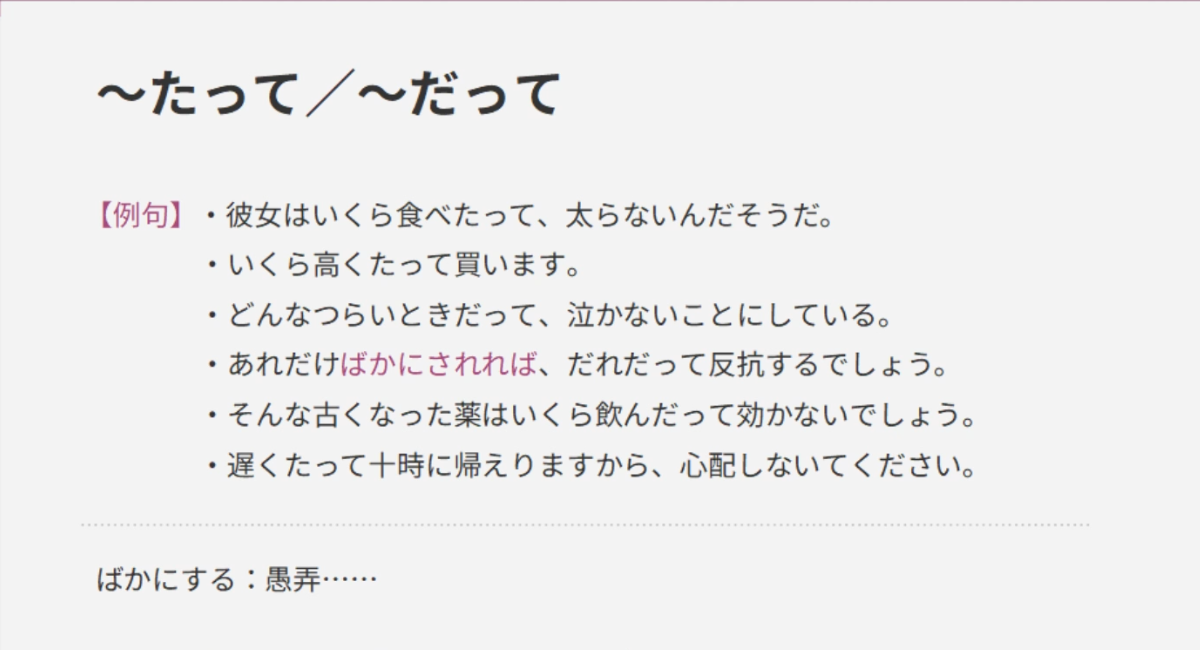 ～たって／～だって
【例句】・彼女はいくら食べたって、太らないんだそうだ。
・いくら高くたって買います。
・どんなつらいときだって、泣かないことにしている。
・あれだけばかにされれば、だれだって反抗するでしょう。
・そんな古くなった薬はいくら飲んだって効かないでしょう。
・遅くたって十時に帰えりますから、心配しないてください。
ばかにする：愚弄……